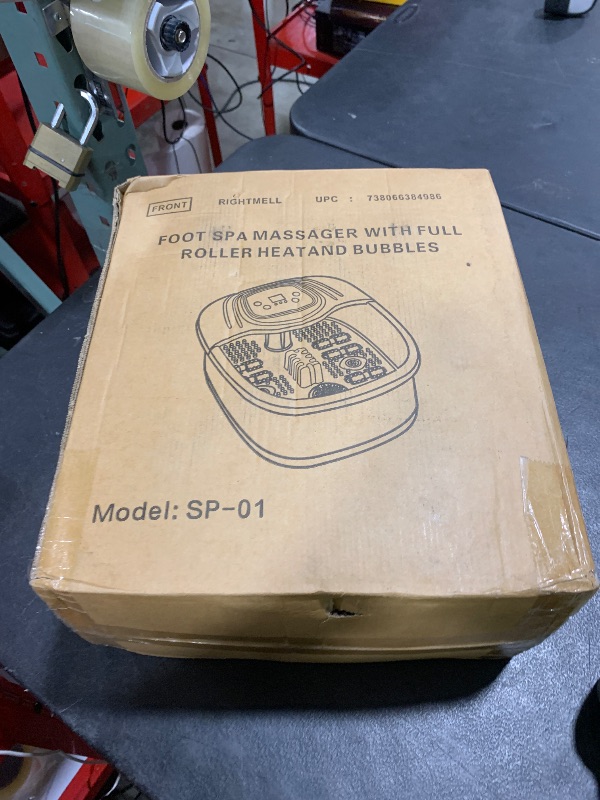 FRONT RIGHTMELL UPC : 738066384986
FOOT SPA MASSAGER WITH FULL
ROLLER HEATAND BUBBLES
Model: SP-01